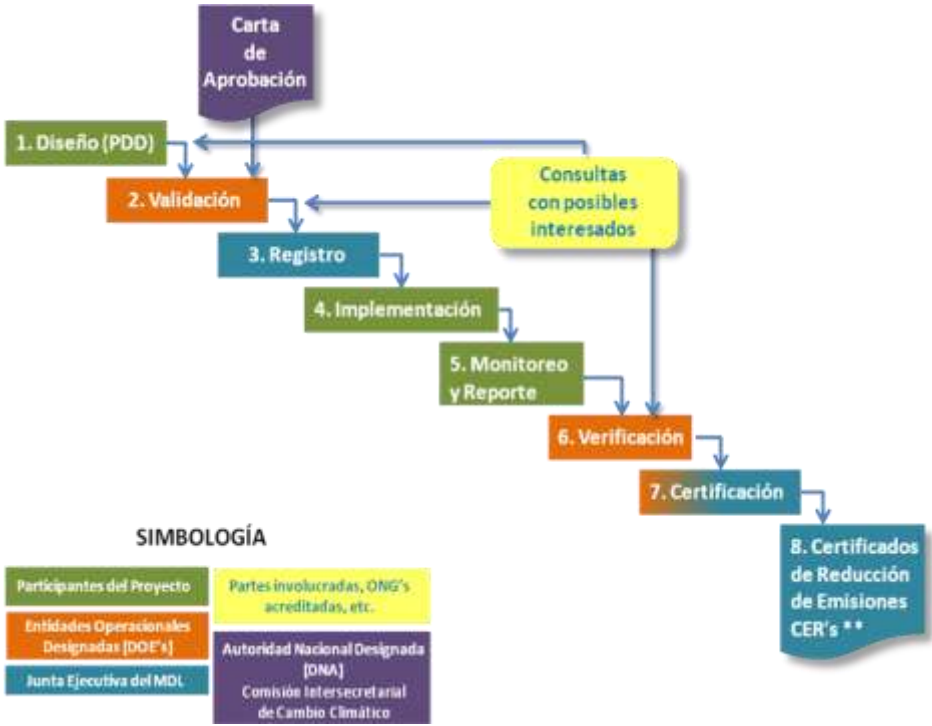 Carta
de
Aprobación
1. Diseño (PDD)
2. Validación
Consultas
con posibles
interesados
3. Registro
4. Implementación
5. Monitoreo
y Reporte
6. Verificación
7. Certificación
8. Certificados
de Reducción
de Emisiones
CER's **
SIMBOLOGÍA
Participantes del Proyecto
Entidades Operacionales
Designadas [DOE's]
Junta Ejecutiva del MDL
Partes involucradas, ONG's
acreditadas, etc.
Autoridad Nacional Designada
[DNA]
Comisión Intersecretarial
de Cambio Climático